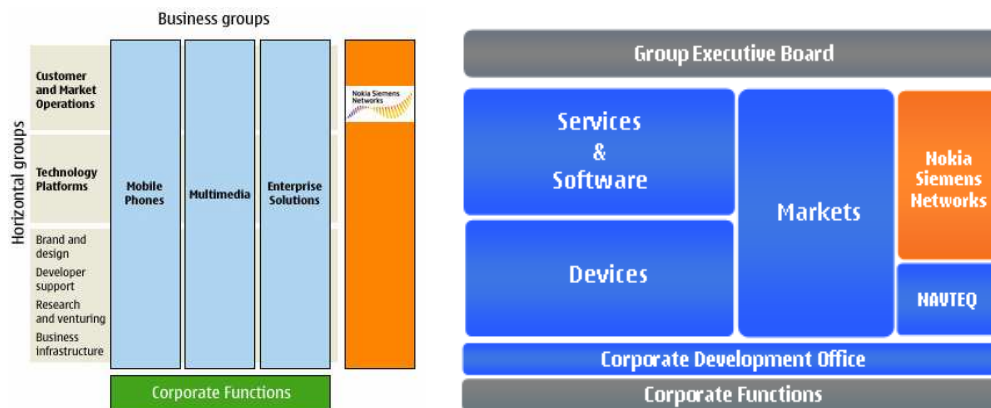 Business groups
Horizontal groups
Customer
and Market
Operations
Technology
Platforms
Brand and
design
Developer
support
Research
and venturing
Business
infrastructure
Mobile
Phones
Multimedia
Enterprise
Solutions
Nokia Siemens
Networks
Corporate Functions
Group Executive Board
Services
&
Software
Devices
Markets
Nokia
Siemens
Networks
NAVTEQ
Corporate Development Office
Corporate Functions